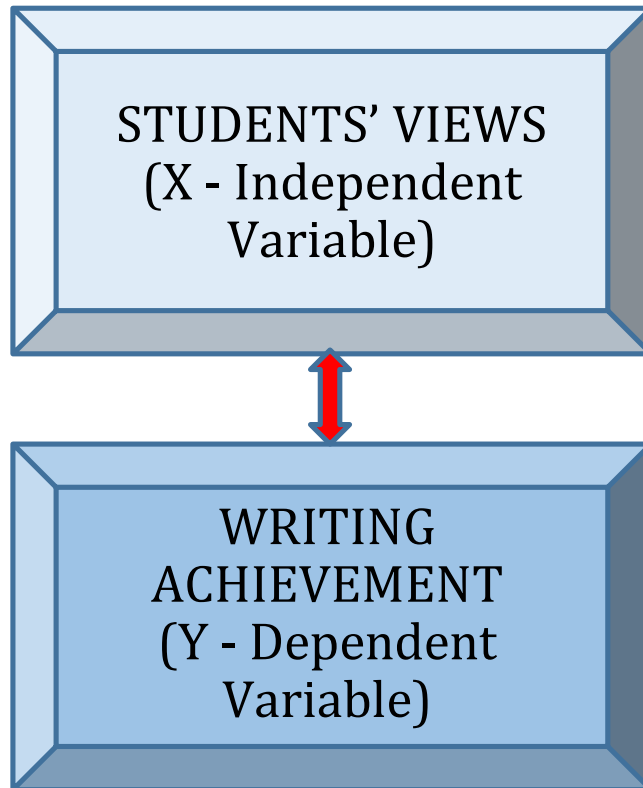 STUDENTS’ VIEWS
(X - Independent
Variable)
WRITING
ACHIEVEMENT
(Y - Dependent
Variable)